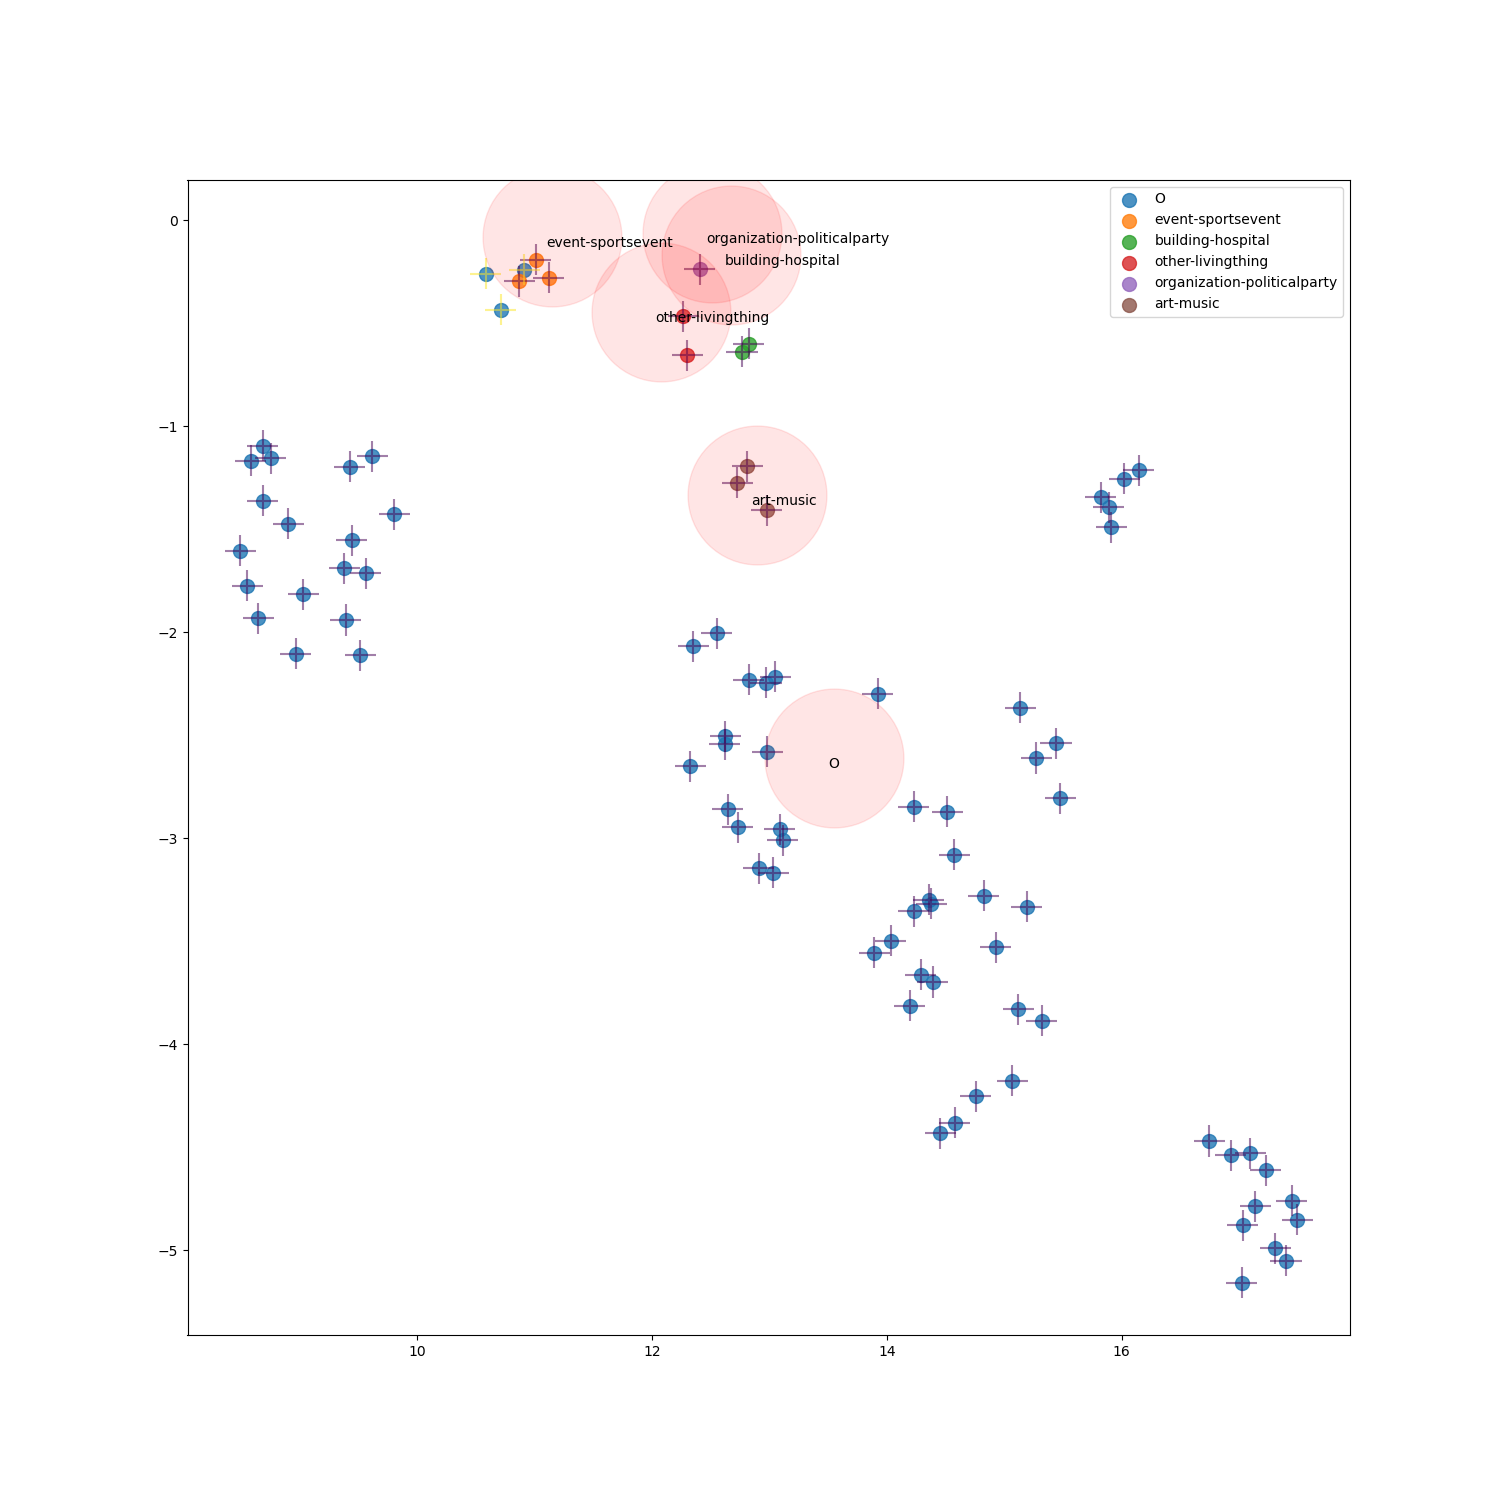 O
event-sportsevent
building-hospital
other-livingthing
organization-politicalparty
art-music
event-sportsevent
organization-politicalparty
building-hospital
other-livingthing
art-music
O
0
−1
−2
−3
−4
−5
10
12
14
16